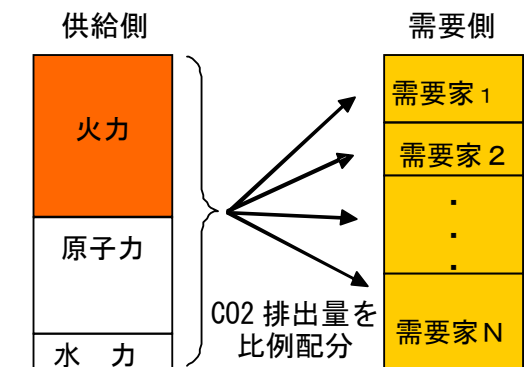 供給側
需要側
火力
原子力
水　力
CO2 排出量を
比例配分
需要家 1
需要家 2
・
・
・
需要家 N